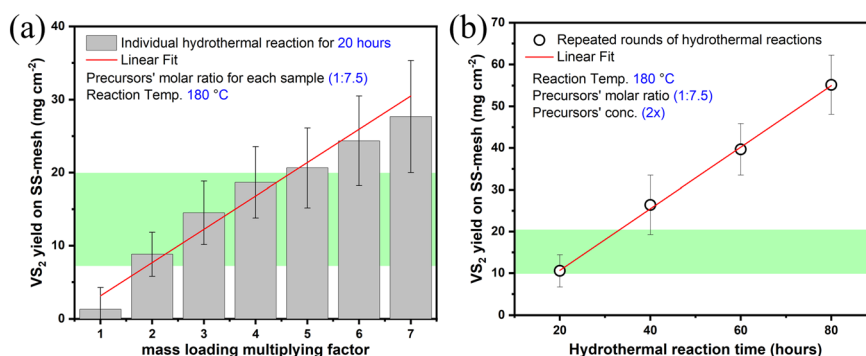 (a)
VS2 yield on SS-mesh (mg cm-2)
40
30
20
10
0
Individual hydrothermal reaction for 20 hours
Linear Fit
Precursors' molar ratio for each sample (1:7.5)
Reaction Temp. 180 °C
1 2 3 4 5 6 7
mass loading multiplying factor
(b)
VS2 yield on SS-mesh (mg cm-2)
70
60
50
40
30
20
10
0
Repeated rounds of hydrothermal reactions
Linear Fit
Reaction Temp. 180 °C
Precursors' molar ratio (1:7.5)
Precursors' conc. (2x)
20 40 60 80
Hydrothermal reaction time (hours)